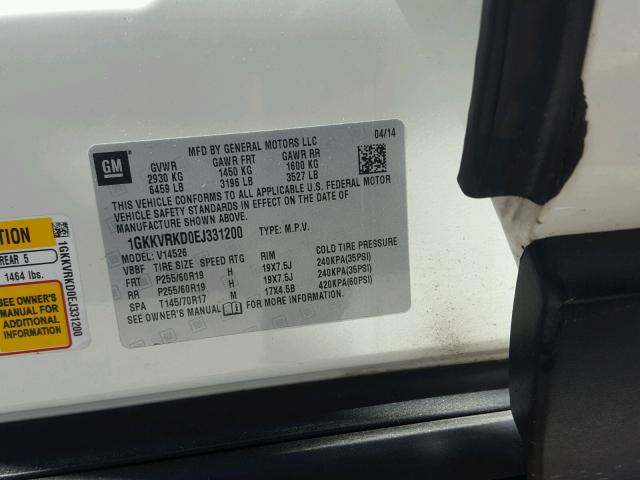 GM
MFD BY GENERAL MOTORS LLC 04/14
GVWR GAWR FRT GAWR RR
2930 KG 1450 KG 1600 KG
6459 LB 3196 LB 3527 LB
THIS VEHICLE CONFORMS TO ALL APPLICABLE U.S. FEDERAL MOTOR
VEHICLE SAFETY STANDARDS IN EFFECT ON THE DATE OF
MANUFACTURE SHOWN ABOVE.
1GKKVRKD0EJ331200 TYPE: M.P.V.
MODEL: V14526
VBBF TIRE SIZE SPEED RTG RIM COLD TIRE PRESSURE
FRT P255/60R19 H 19X7.5J 240KPA(35PSI)
RR P255/60R19 H 19X7.5J 240KPA(35PSI)
SPA T145/70R17 M 17X4.5B 420KPA(60PSI)
SEE OWNER'S MANUAL FOR MORE INFORMATION.
TION
REAR 5
1464 lbs.
SEE OWNER'S
MANUAL FOR
ADDITIONAL
INFORMATION
1GKKVRKD0EJ331200